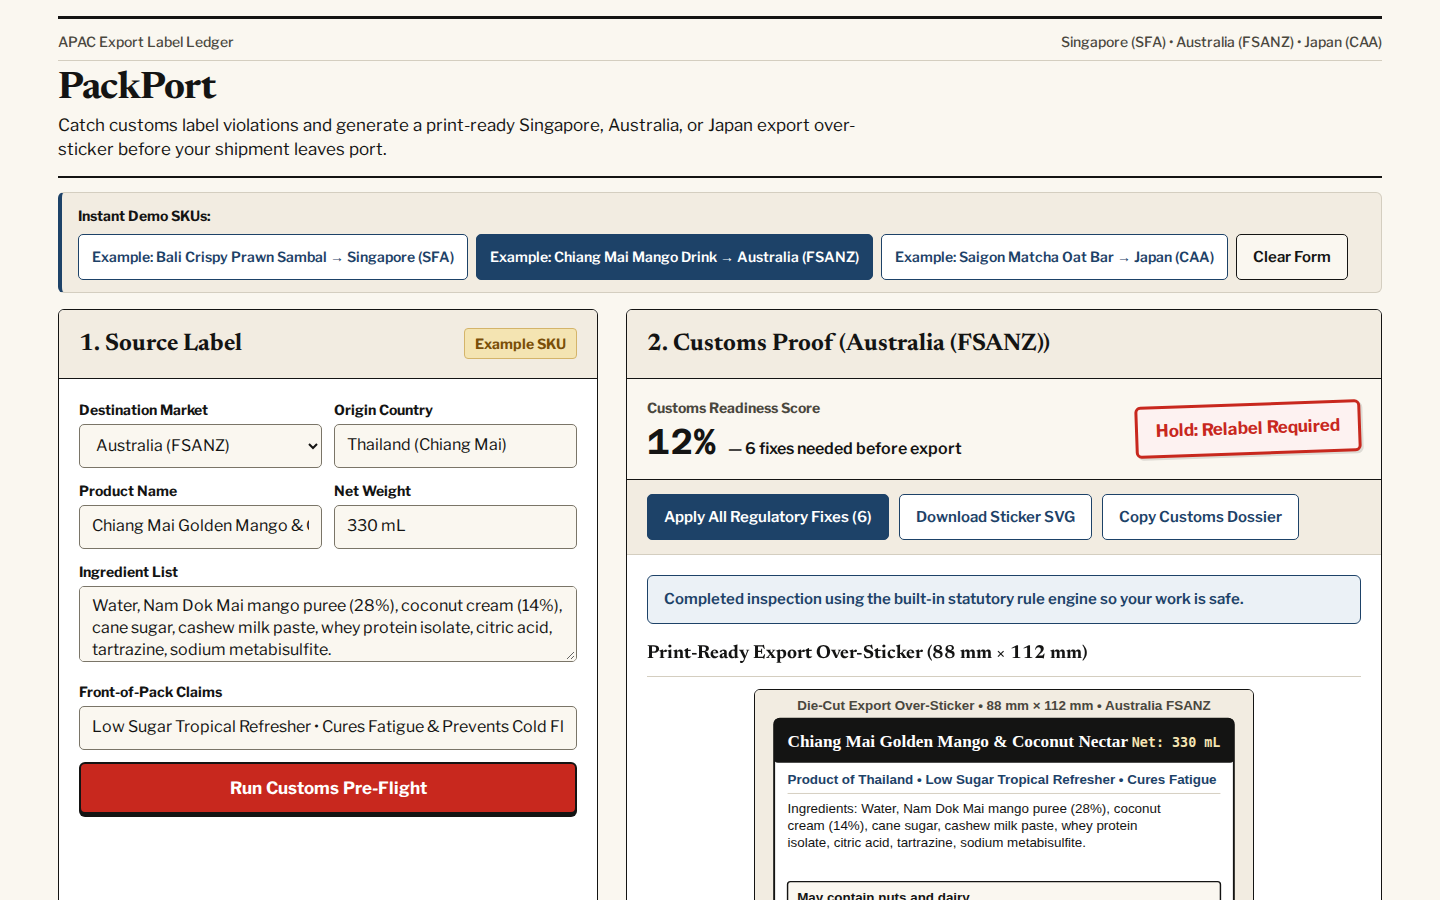 APAC Export Label Ledger
Singapore (SFA) • Australia (FSANZ) • Japan (CAA)
PackPort
Catch customs label violations and generate a print-ready Singapore, Australia, or Japan export over-
sticker before your shipment leaves port.
Instant Demo SKUs:
Example: Bali Crispy Prawn Sambal → Singapore (SFA)
Example: Chiang Mai Mango Drink → Australia (FSANZ)
Example: Saigon Matcha Oat Bar → Japan (CAA)
Clear Form
1. Source Label
Example SKU
Destination Market
Origin Country
Australia (FSANZ)
Thailand (Chiang Mai)
Product Name
Net Weight
Chiang Mai Golden Mango &
330 mL
Ingredient List
Water, Nam Dok Mai mango puree (28%), coconut cream (14%),
cane sugar, cashew milk paste, whey protein isolate, citric acid,
tartrazine, sodium metabisulfite.
Front-of-Pack Claims
Low Sugar Tropical Refresher • Cures Fatigue & Prevents Cold Fl
Run Customs Pre-Flight
2. Customs Proof (Australia (FSANZ))
Customs Readiness Score
12% — 6 fixes needed before export
Hold: Relabel Required
Apply All Regulatory Fixes (6)
Download Sticker SVG
Copy Customs Dossier
Completed inspection using the built-in statutory rule engine so your work is safe.
Print-Ready Export Over-Sticker (88 mm × 112 mm)
Die-Cut Export Over-Sticker • 88 mm × 112 mm • Australia FSANZ
Chiang Mai Golden Mango & Coconut Nectar Net: 330 mL
Product of Thailand • Low Sugar Tropical Refresher • Cures Fatigue
Ingredients: Water, Nam Dok Mai mango puree (28%), coconut
cream (14%), cane sugar, cashew milk paste, whey protein
isolate, citric acid, tartrazine, sodium metabisulfite.
May contain nuts and dairy